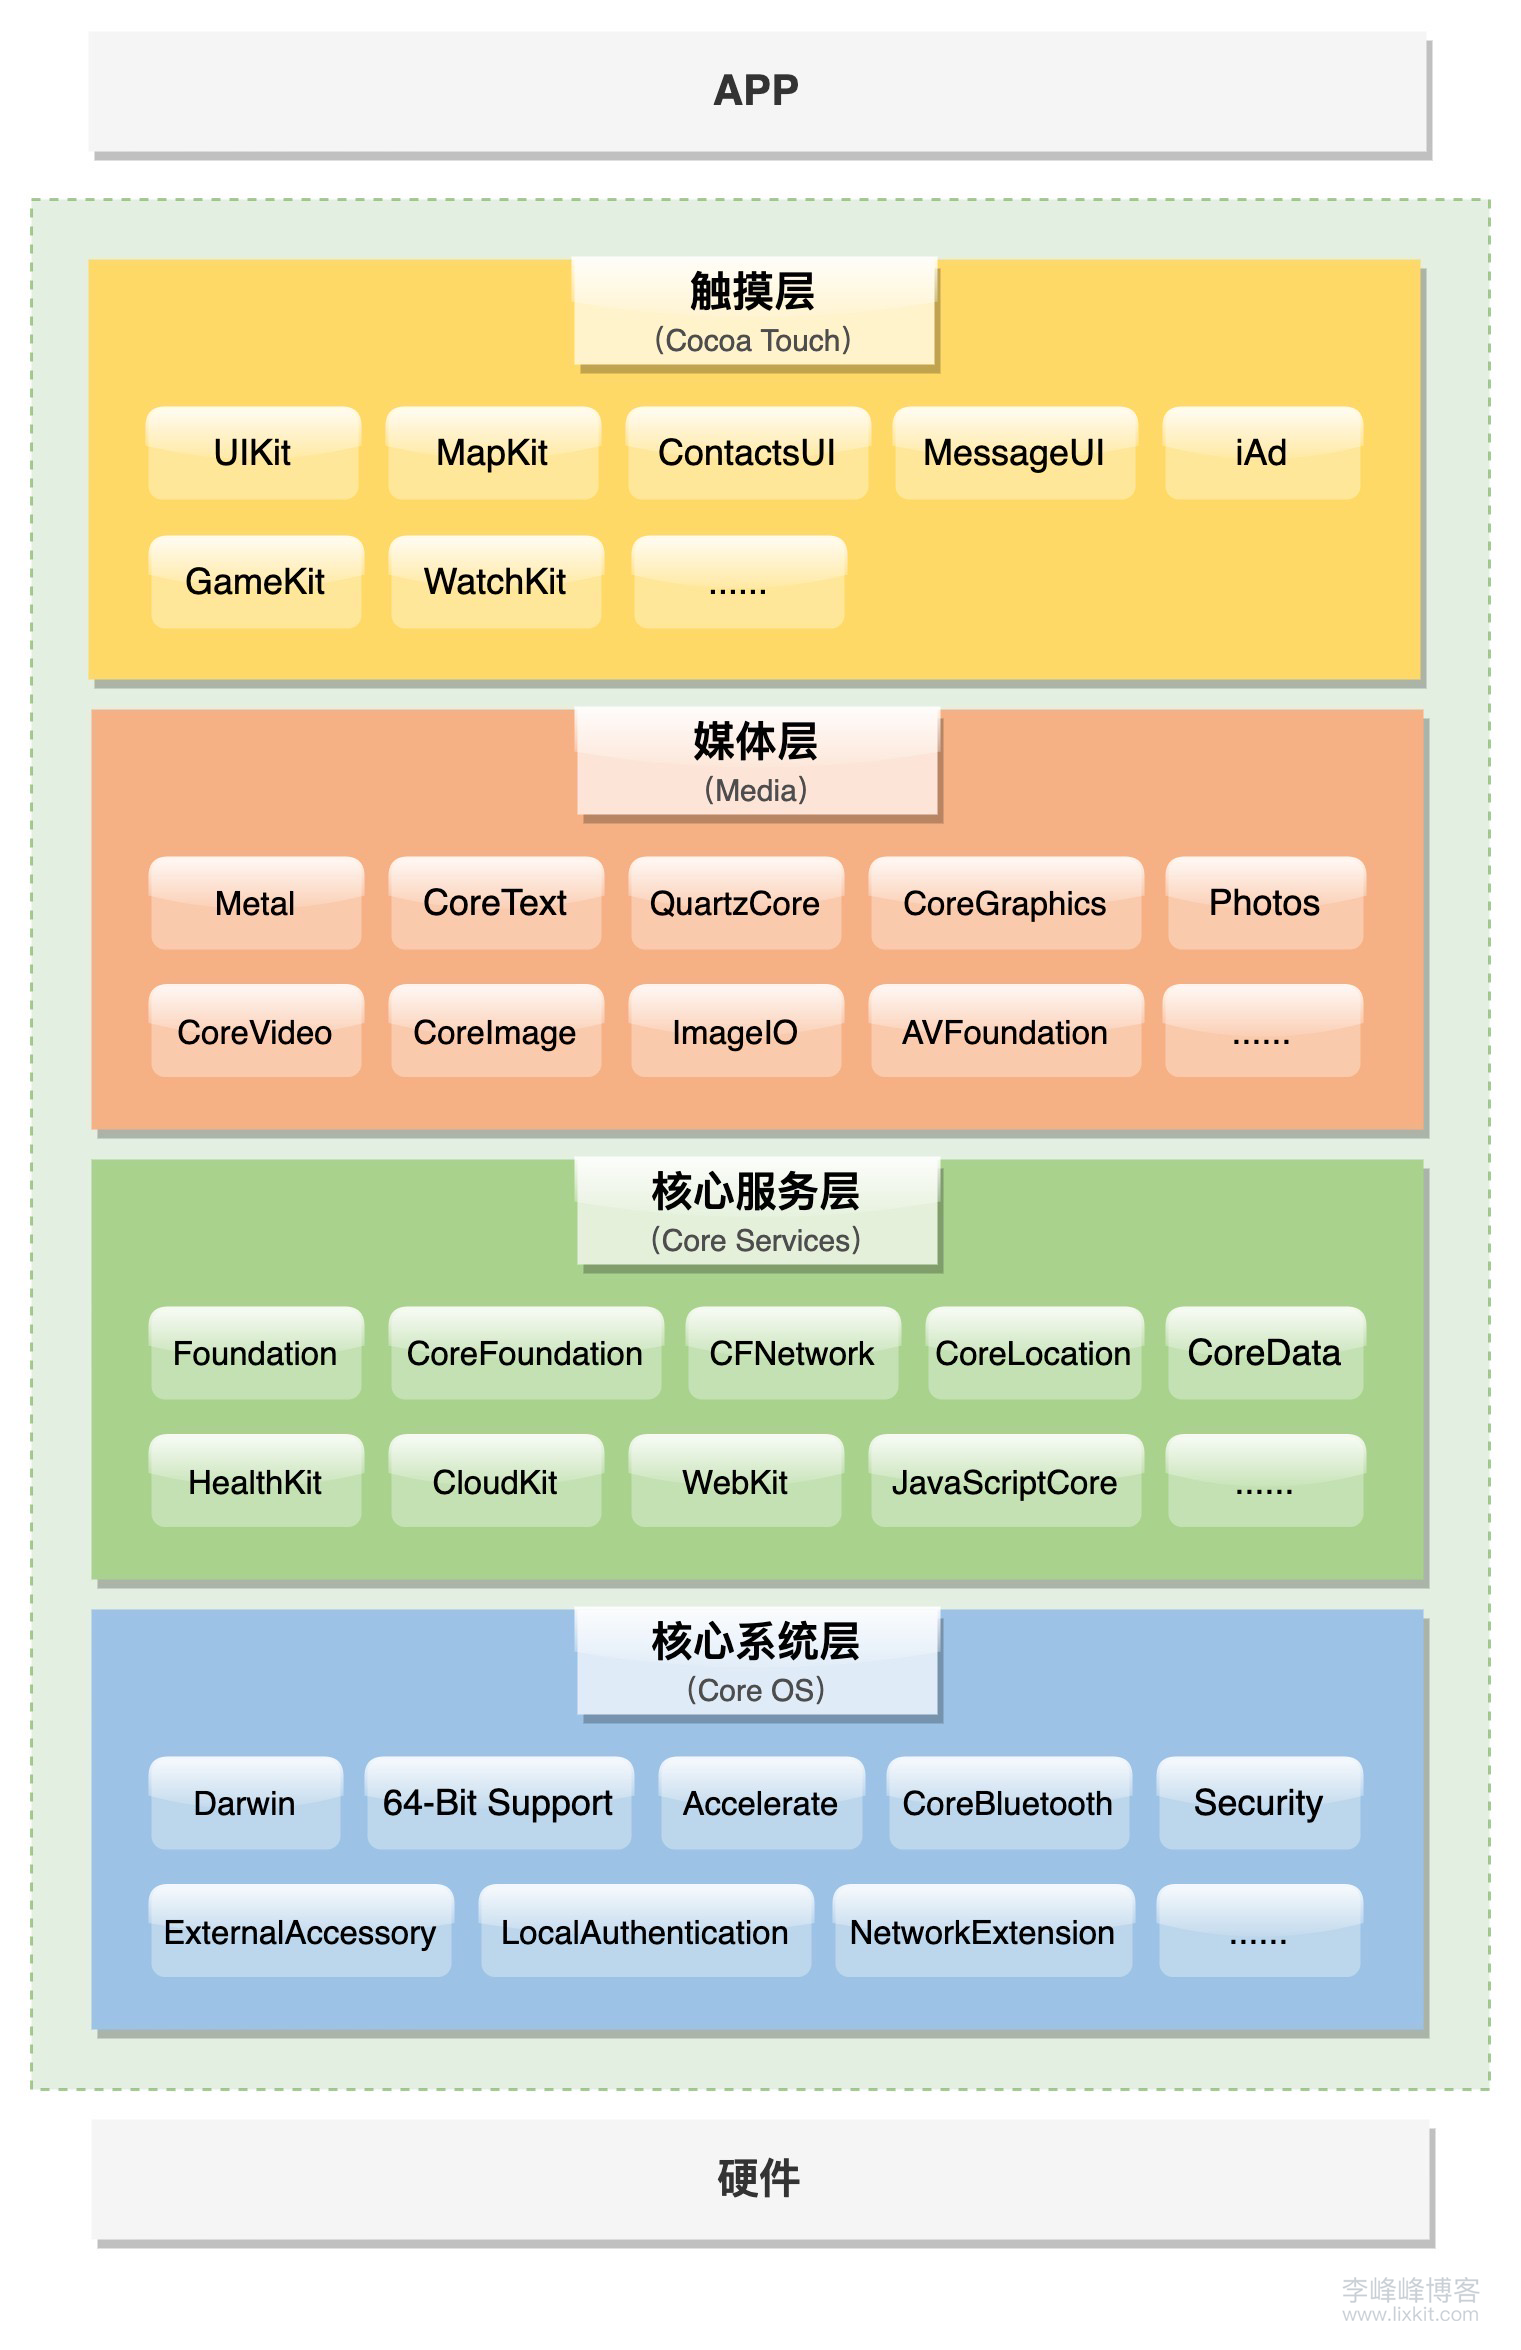 APP
触摸层
(Cocoa Touch)
UIKit
MapKit
ContactsUI
MessageUI
iAd
GameKit
WatchKit
......
媒体层
(Media)
Metal
CoreText
QuartzCore
CoreGraphics
Photos
CoreVideo
CoreImage
ImageIO
AVFoundation
......
核心服务层
(Core Services)
Foundation
CoreFoundation
CFNetwork
CoreLocation
CoreData
HealthKit
CloudKit
WebKit
JavaScriptCore
......
核心系统层
(Core OS)
Darwin
64-Bit Support
Accelerate
CoreBluetooth
Security
ExternalAccessory
LocalAuthentication
NetworkExtension
......
硬件
李峰峰博客
www.lixkit.com